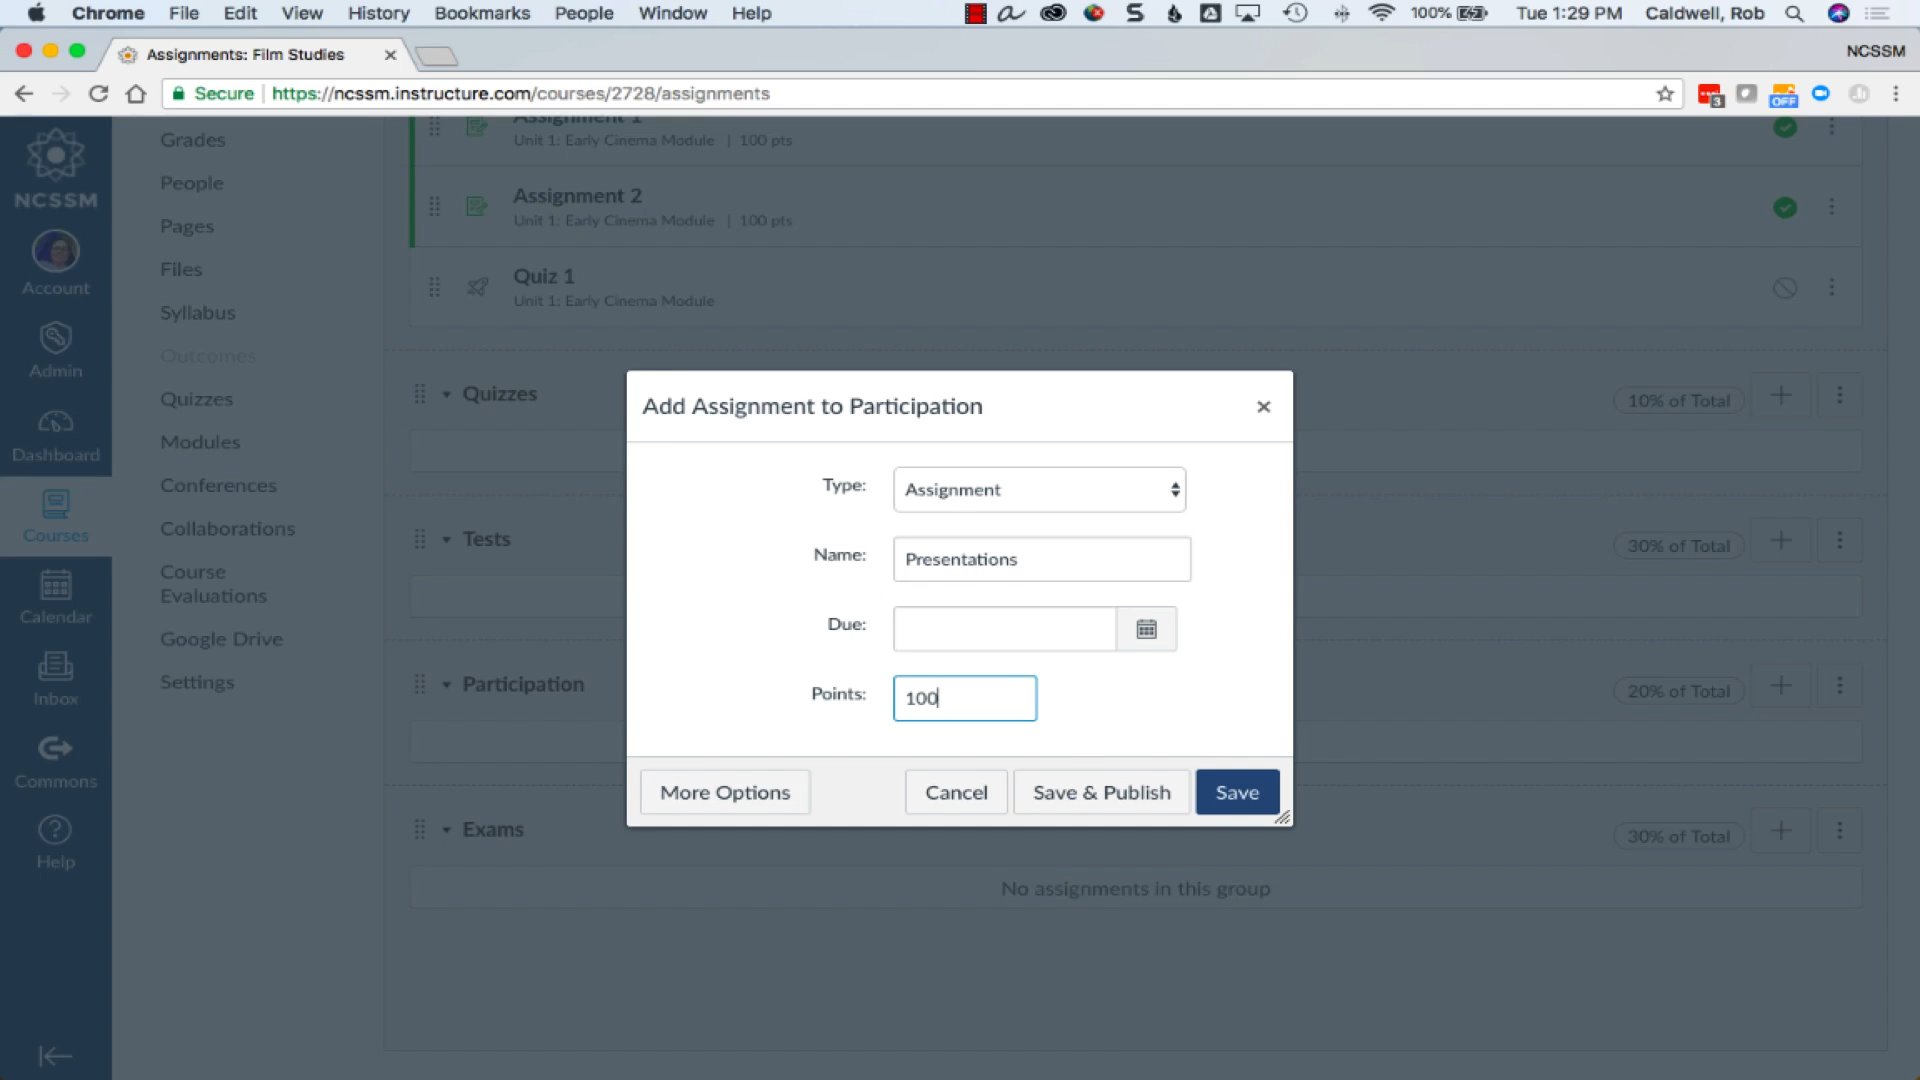 Chrome File Edit View History Bookmarks People Window Help
100% Tue 1:29 PM Caldwell, Rob
Assignments: Film Studies
NCSSM
Secure https://ncssm.instructure.com/courses/2728/assignments
3
OFF
NCSSM
Account
Admin
Dashboard
Courses
Calendar
Inbox
Commons
Help
Grades
People
Pages
Files
Syllabus
Outcomes
Quizzes
Modules
Conferences
Collaborations
Course
Evaluations
Google Drive
Settings
Assignment 1
Unit 1: Early Cinema Module | 100 pts
Assignment 2
Unit 1: Early Cinema Module | 100 pts
Quiz 1
Unit 1: Early Cinema Module
Quizzes
10% of Total
Tests
30% of Total
Participation
20% of Total
Exams
30% of Total
No assignments in this group
Add Assignment to Participation
Type: Assignment
Name: Presentations
Due:
Points: 100
More Options Cancel Save & Publish Save